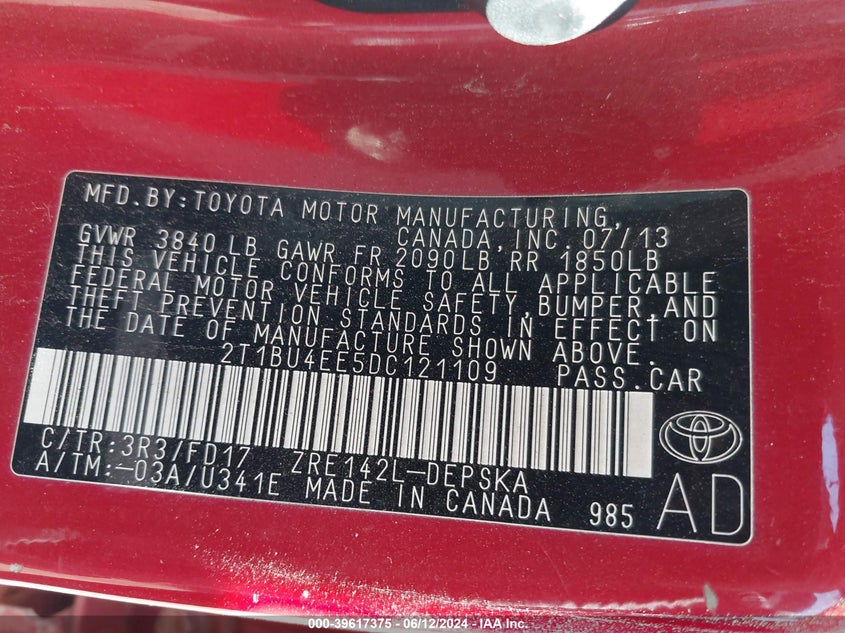 MFD.BY:TOYOTA MOTOR MANUFACTURING,
CANADA,INC. 07/13
GVWR 3840 LB GAWR FR 2090LB RR 1850LB
THIS VEHICLE CONFORMS TO ALL APPLICABLE
FEDERAL MOTOR VEHICLE SAFETY, BUMPER, AND
THEFT PREVENTION STANDARDS IN EFFECT ON
THE DATE OF MANUFACTURE SHOWN ABOVE.
2T1BU4EE5DC121109 PASS.CAR
C/TR:3R3/FD17 ZRE142L-DEPSKA
A/TM:-03A/U341E MADE IN CANADA 985 AD
000-39617375 - 06/12/2024 - IAA Inc.